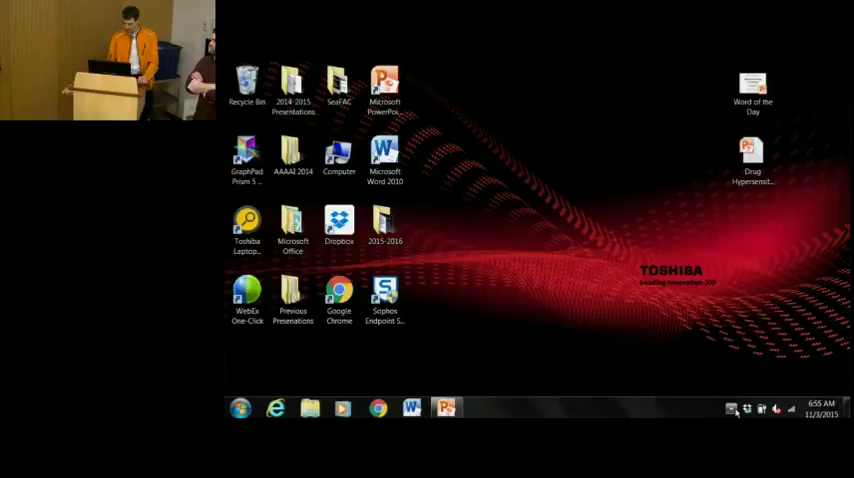 Recycle Bin
2014-2015
Presentations
SeaFAC
Microsoft
PowerPoi...
Word of the
Day
GraphPad
Prism 5 ...
AAAAI 2014
Computer
Microsoft
Word 2010
Drug
Hypersensit...
Toshiba
Laptop...
Microsoft
Office
Dropbox
2015-2016
TOSHIBA
Leading Innovation >>>
WebEx
One-Click
Previous
Presenations
Google
Chrome
Sophos
Endpoint S...
6:55 AM
11/3/2015